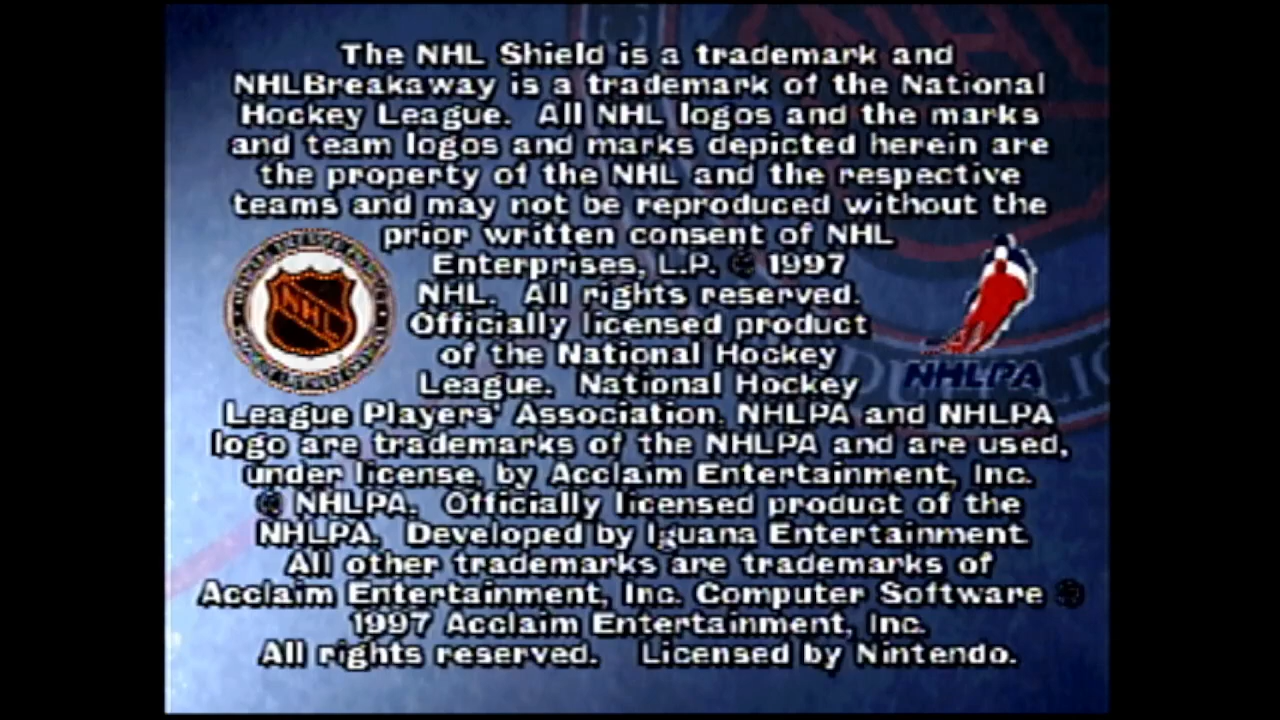 The NHL Shield is a trademark and
NHLBreakaway is a trademark of the National
Hockey League. All NHL logos and the marks
and team logos and marks depicted herein are
the property of the NHL and the respective
teams and may not be reproduced without the
prior written consent of NHL
Enterprises, L.P. © 1997
NHL. All rights reserved.
Officially licensed product
of the National Hockey
League. National Hockey
League Players' Association. NHLPA and NHLPA
logo are trademarks of the NHLPA and are used,
under license, by Acclaim Entertainment, Inc.
© NHLPA. Officially licensed product of the
NHLPA. Developed by Iguana Entertainment.
All other trademarks are trademarks of
Acclaim Entertainment, Inc. Computer Software ©
1997 Acclaim Entertainment, Inc.
All rights reserved. Licensed by Nintendo.
NHL
NHLPA